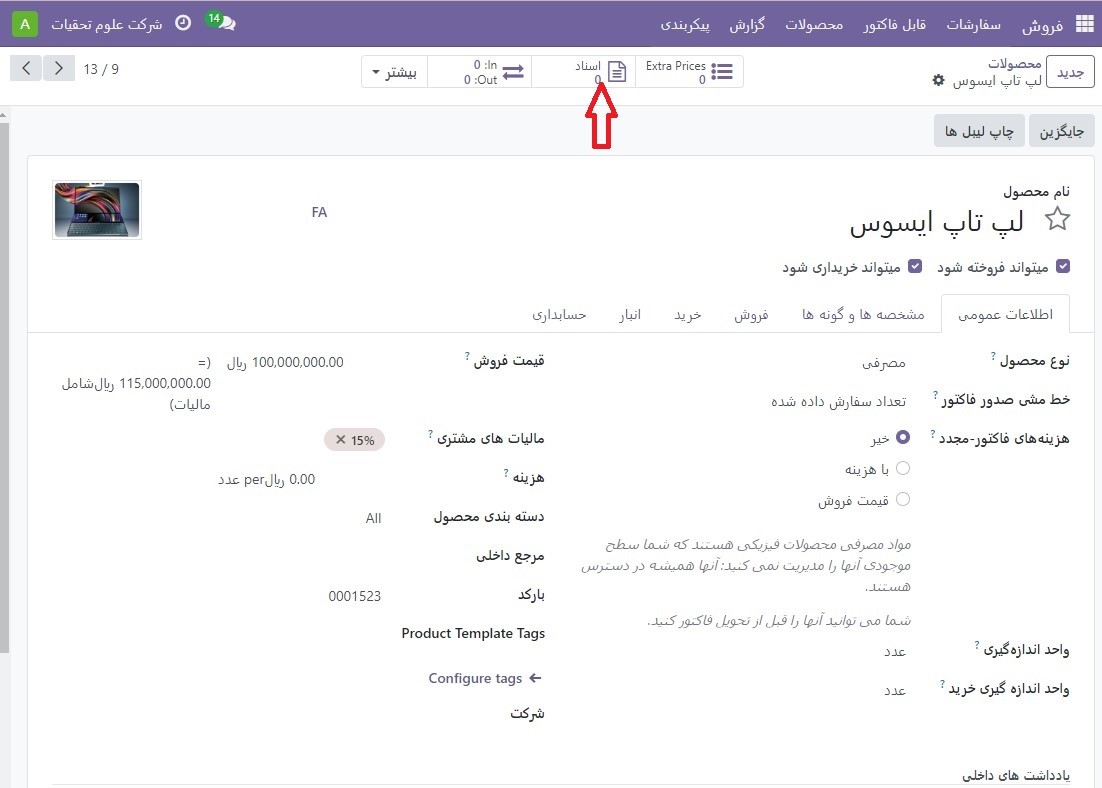 فروش سفارشات قابل فاکتور محصولات گزارش پیکربندی 14 شرکت علوم تحقیات A
جدید محصولات
لپ تاپ ایسوس
Extra Prices 0
اسناد 0
In: 0
Out: 0
بیشتر
13 / 9
جایگزین چاپ لیبل ها
نام محصول
لپ تاپ ایسوس
FA
میتواند فروخته شود میتواند خریداری شود
اطلاعات عمومی مشخصه ها و گونه ها فروش خرید انبار حسابداری
نوع محصول ? مصرفی
خط مشی صدور فاکتور ? تعداد سفارش داده شده
هزینه‌های فاکتور-مجدد ? خیر
با هزینه
قیمت فروش
مواد مصرفی محصولات فیزیکی هستند که شما سطح
موجودی آنها را مدیریت نمی کنید: آنها همیشه در دسترس
هستند.
شما می توانید آنها را قبل از تحویل فاکتور کنید.
واحد اندازه‌گیری ? عدد
واحد اندازه گیری خرید ? عدد
قیمت فروش ? 100,000,000.00 ریال (=
115,000,000.00 ریال‌شامل
مالیات)
مالیات های مشتری ? 15% ×
هزینه ? 0.00 ریال‌per عدد
دسته بندی محصول All
مرجع داخلی
بارکد 0001523
Product Template Tags
Configure tags
شرکت
یادداشت های داخلی